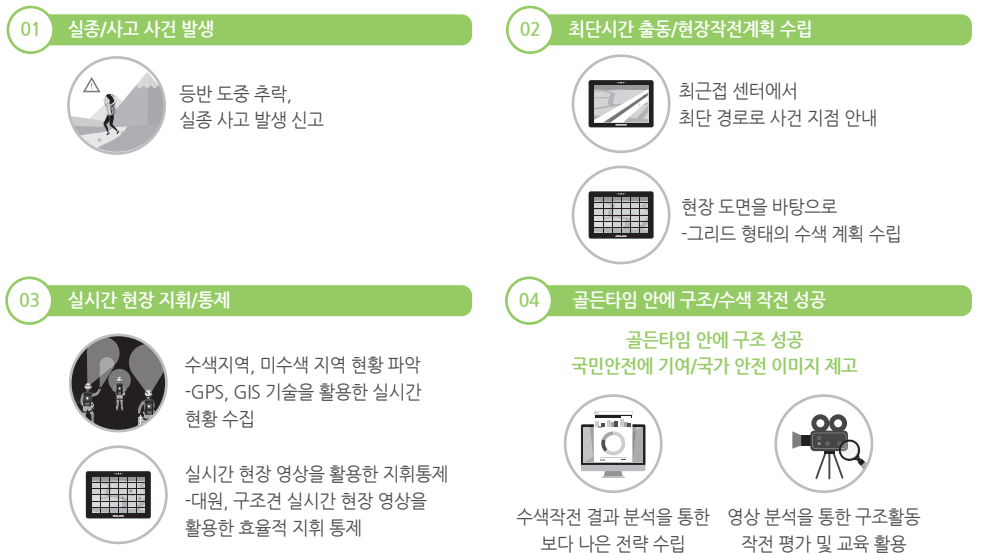 01 실종/사고 사건 발생
등반 도중 추락,
실종 사고 발생 신고
02 최단시간 출동/현장작전계획 수립
최근접 센터에서
최단 경로로 사건 지점 안내
현장 도면을 바탕으로
-그리드 형태의 수색 계획 수립
03 실시간 현장 지휘/통제
수색지역, 미수색 지역 현황 파악
-GPS, GIS 기술을 활용한 실시간
현황 수집
실시간 현장 영상을 활용한 지휘통제
-대원, 구조견 실시간 현장 영상을
활용한 효율적 지휘 통제
04 골든타임 안에 구조/수색 작전 성공
골든타임 안에 구조 성공
국민안전에 기여/국가 안전 이미지 제고
수색작전 결과 분석을 통한
보다 나은 전략 수립
영상 분석을 통한 구조활동
작전 평가 및 교육 활용